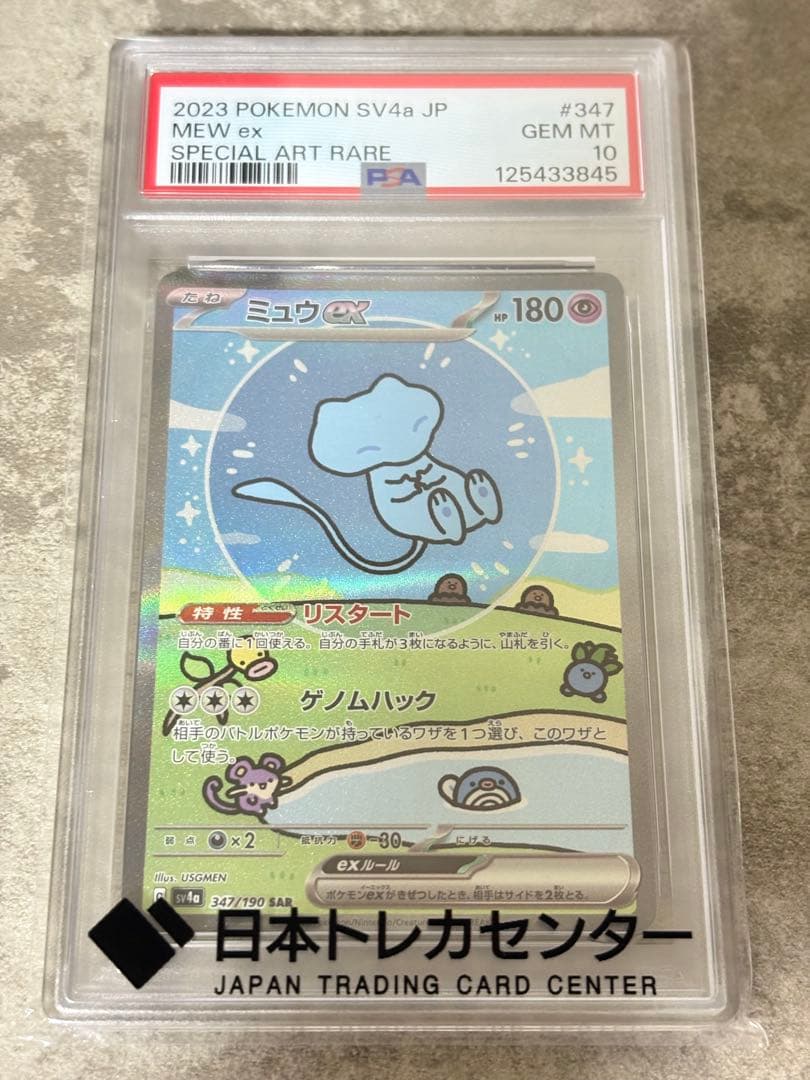 2023 POKEMON SV4a JP #347
MEW ex GEM MT
SPECIAL ART RARE 10
PSA 125433845
たね ミュウex HP 180
特性 とくせい リスタート
自分の番に1回使える。自分の手札が3枚になるように、山札を引く。
ゲノムハック
相手のバトルポケモンが持っているワザを1つ選び、このワザと
して使う。
弱点 ×2 抵抗力 -30 にげる
exルール
ポケモンexがきぜつしたとき、相手はサイドを2枚とる。
Illus. USGMEN
G SV4a 347/190 SAR
日本トレカセンター
JAPAN TRADING CARD CENTER